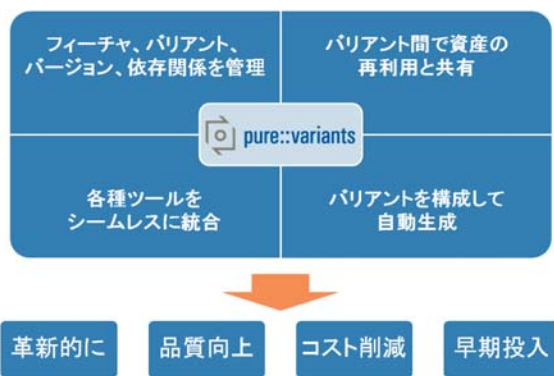 フィーチャ、バリアント、
バージョン、依存関係を管理
バリアント間で資産の
再利用と共有
pure::variants
各種ツールを
シームレスに統合
バリアントを構成して
自動生成
革新的に
品質向上
コスト削減
早期投入